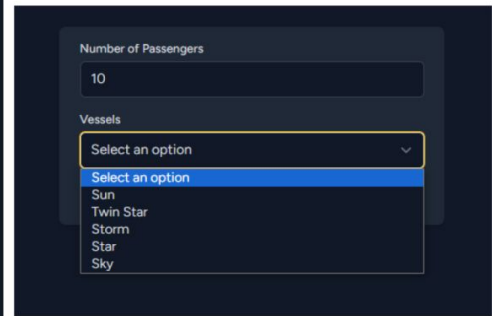 Number of Passengers
10
Vessels
Select an option
Select an option
Sun
Twin Star
Storm
Star
Sky